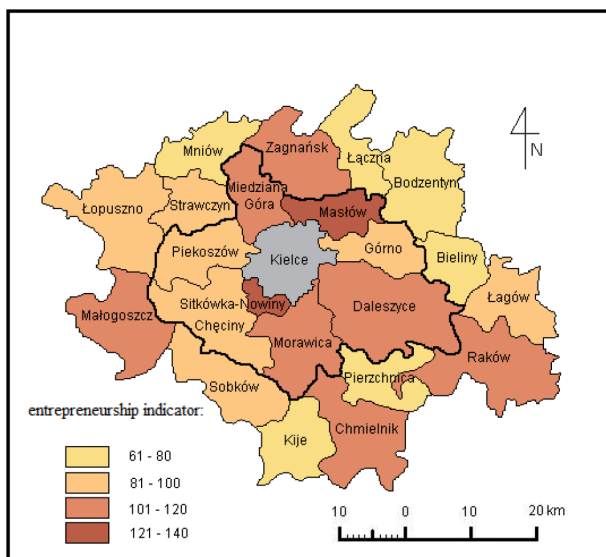 Zagnańsk
Mniów
Łączna
Bodzentyn
Miedziana
Góra
Łopuszno
Strawczyn
Masłów
Piekoszów
Kielce
Górno
Bieliny
Łagów
Sitkówka-Nowiny
Chęciny
Daleszyce
Małogoszcz
Morawica
Raków
Pierzchnica
Sobków
Kije
Chmielnik
N
entrepreneurship indicator:
61 - 80
81 - 100
101 - 120
121 - 140
10 0 10 20 km